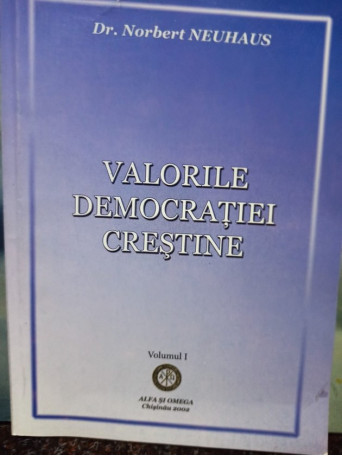 Dr. Norbert NEUHAUS
VALORILE
DEMOCRAȚIEI
CREȘTINE
Volumul I
ALFA ȘI OMEGA
Chișinău 2002